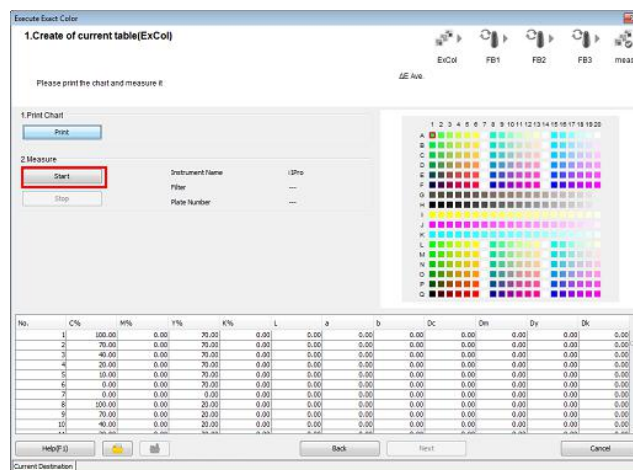 Execute Exact Color
1.Create of current table(ExCol)
ExCol FB1 FB2 FB3 meas
ΔE Ave.
Please print the chart and measure it
1.Print Chart
Print
2.Measure
Start
Stop
Instrument Name i1Pro
Filter ---
Plate Number ---
1 2 3 4 5 6 7 8 9 10 11 12 13 14 15 16 17 18 19 20
A
B
C
D
E
F
G
H
I
J
K
L
M
N
O
P
Q
No. C% M% Y% K% L a b Dc Dm Dy Dk
1 100.00 0.00 70.00 0.00 0.00 0.00 0.00 0.00 0.00 0.00 0.00
2 70.00 0.00 70.00 0.00 0.00 0.00 0.00 0.00 0.00 0.00 0.00
3 40.00 0.00 70.00 0.00 0.00 0.00 0.00 0.00 0.00 0.00 0.00
4 20.00 0.00 70.00 0.00 0.00 0.00 0.00 0.00 0.00 0.00 0.00
5 10.00 0.00 70.00 0.00 0.00 0.00 0.00 0.00 0.00 0.00 0.00
6 0.00 0.00 70.00 0.00 0.00 0.00 0.00 0.00 0.00 0.00 0.00
7 0.00 0.00 0.00 0.00 0.00 0.00 0.00 0.00 0.00 0.00 0.00
8 100.00 0.00 20.00 0.00 0.00 0.00 0.00 0.00 0.00 0.00 0.00
9 70.00 0.00 20.00 0.00 0.00 0.00 0.00 0.00 0.00 0.00 0.00
10 40.00 0.00 20.00 0.00 0.00 0.00 0.00 0.00 0.00 0.00 0.00
Help(F1) Back Next Cancel
Current Destination